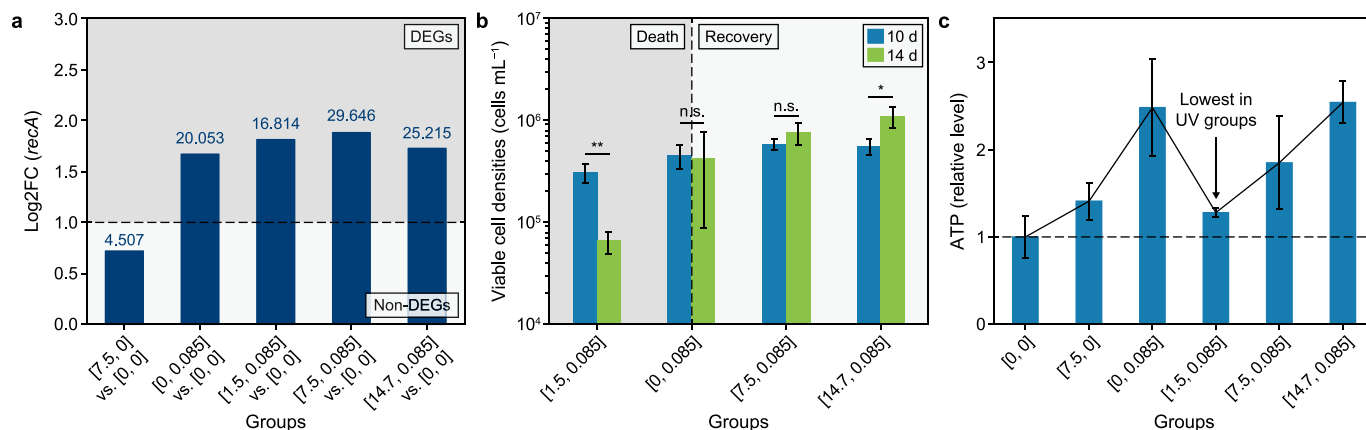 a
3.0
2.5
2.0
1.5
1.0
0.5
0.0
Log2FC (recA)
DEGs
Non-DEGs
4.507
20.053
16.814
29.646
25.215
[7.5, 0]
vs. [0, 0]
[0, 0.085]
vs. [0, 0]
[1.5, 0.085]
vs. [0, 0]
[7.5, 0.085]
vs. [0, 0]
[14.7, 0.085]
vs. [0, 0]
Groups
b
10⁷
10⁶
10⁵
10⁴
Viable cell densities (cells mL⁻¹)
Death
Recovery
10 d
14 d
**
n.s.
n.s.
*
[1.5, 0.085]
[0, 0.085]
[7.5, 0.085]
[14.7, 0.085]
Groups
c
3
2
1
0
ATP (relative level)
Lowest in
UV groups
[0, 0]
[7.5, 0]
[0, 0.085]
[1.5, 0.085]
[7.5, 0.085]
[14.7, 0.085]
Groups